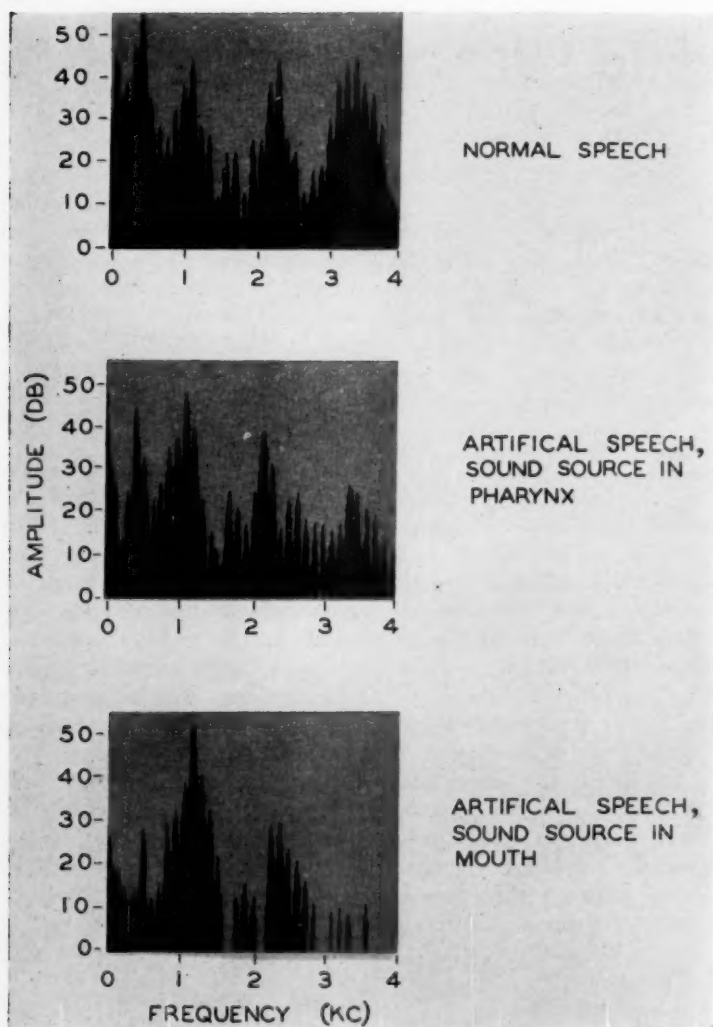 50-
40-
30-
20-
10-
0-
0 1 2 3 4
NORMAL SPEECH
50-
40-
30-
20-
10-
0-
0 1 2 3 4
AMPLITUDE (DB)
ARTIFICAL SPEECH,
SOUND SOURCE IN
PHARYNX
50-
40-
30-
20-
10-
0-
0 1 2 3 4
FREQUENCY (KC)
ARTIFICAL SPEECH,
SOUND SOURCE IN
MOUTH